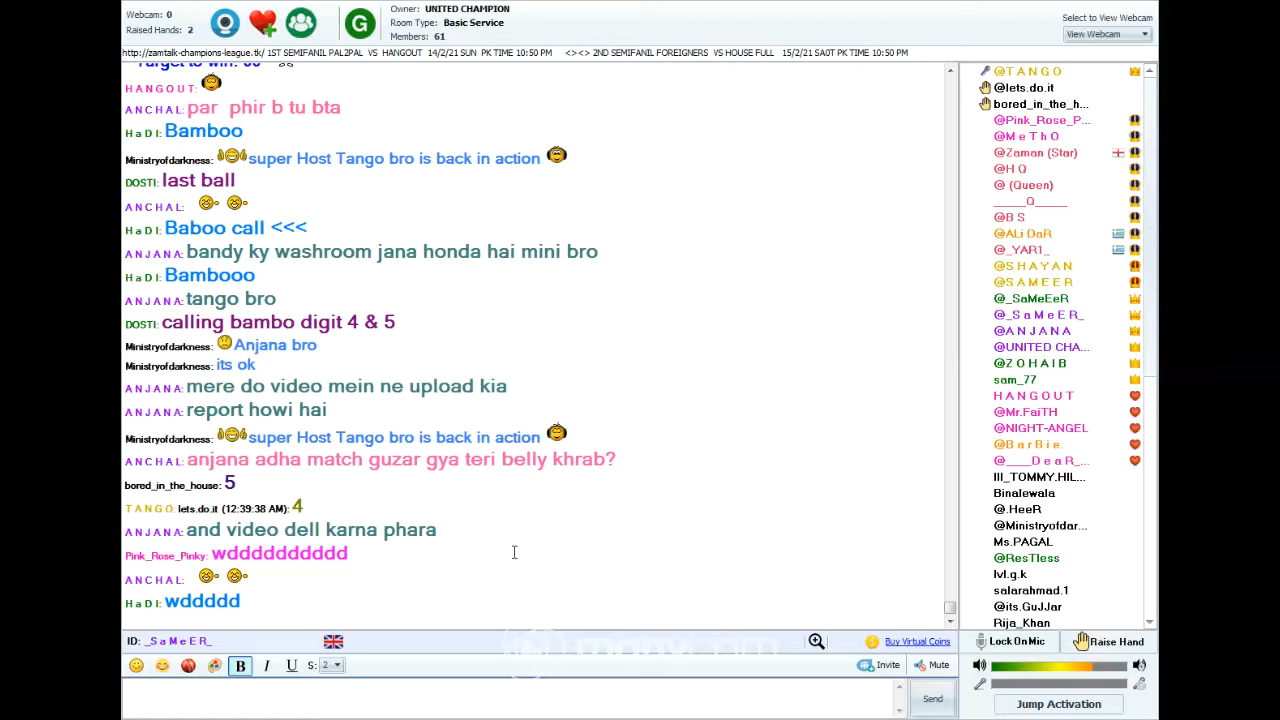 Webcam: 0
Raised Hands: 2
G
Owner: UNITED CHAMPION
Room Type: Basic Service
Members: 61
Select to View Webcam
View Webcam
http://zamtalk-champions-league.tk/ 1ST SEMIFANIL PAL2PAL VS HANGOUT 14/2/21 SUN PK TIME 10:50 PM <><> 2ND SEMIFANIL FOREIGNERS VS HOUSE FULL 15/2/21 SA0T PK TIME 10:50 PM
HANGOUT:
ANCHAL: par phir b tu bta
HaDI: Bamboo
Ministryofdarkness: super Host Tango bro is back in action
DOSTI: last ball
ANCHAL:
HaDI: Baboo call <<<
ANJANA: bandy ky washroom jana honda hai mini bro
HaDI: Bambooo
ANJANA: tango bro
DOSTI: calling bambo digit 4 & 5
Ministryofdarkness: Anjana bro
Ministryofdarkness: its ok
ANJANA: mere do video mein ne upload kia
ANJANA: report howi hai
Ministryofdarkness: super Host Tango bro is back in action
ANCHAL: anjana adha match guzar gya teri belly khrab?
bored_in_the_house: 5
TANGO: lets.do.it (12:39:38 AM): 4
ANJANA: and video dell karna phara
Pink_Rose_Pinky: wdddddddddd
ANCHAL:
HaDI: wddddd
@TANGO
@lets.do.it
bored_in_the_h...
@Pink_Rose_P...
@MeThO
@Zaman (Star)
@HQ
@ (Queen)
_____Q_____
@BS
@ALi DaR
@_YAR1_
@SHAYAN
@SAMEER
@_SaMeEeR
@_SaMeER_
@ANJANA
@UNITED CHA...
@ZOHAIB
sam_77
HANGOUT
@Mr.FaiTH
@NIGHT-ANGEL
@BarBie.
@____DeaR_...
III_TOMMY.HIL...
Binalewala
@.HeeR
@Ministryofdar...
Ms.PAGAL
@ResTless
lvl.g.k
salarahmad.1
@its.GuJJar
Rija_Khan
ID: _SaMeER_
Buy Virtual Coins
Lock On Mic
Raise Hand
B I U S: 2
Invite
Mute
Send
Jump Activation
manycam